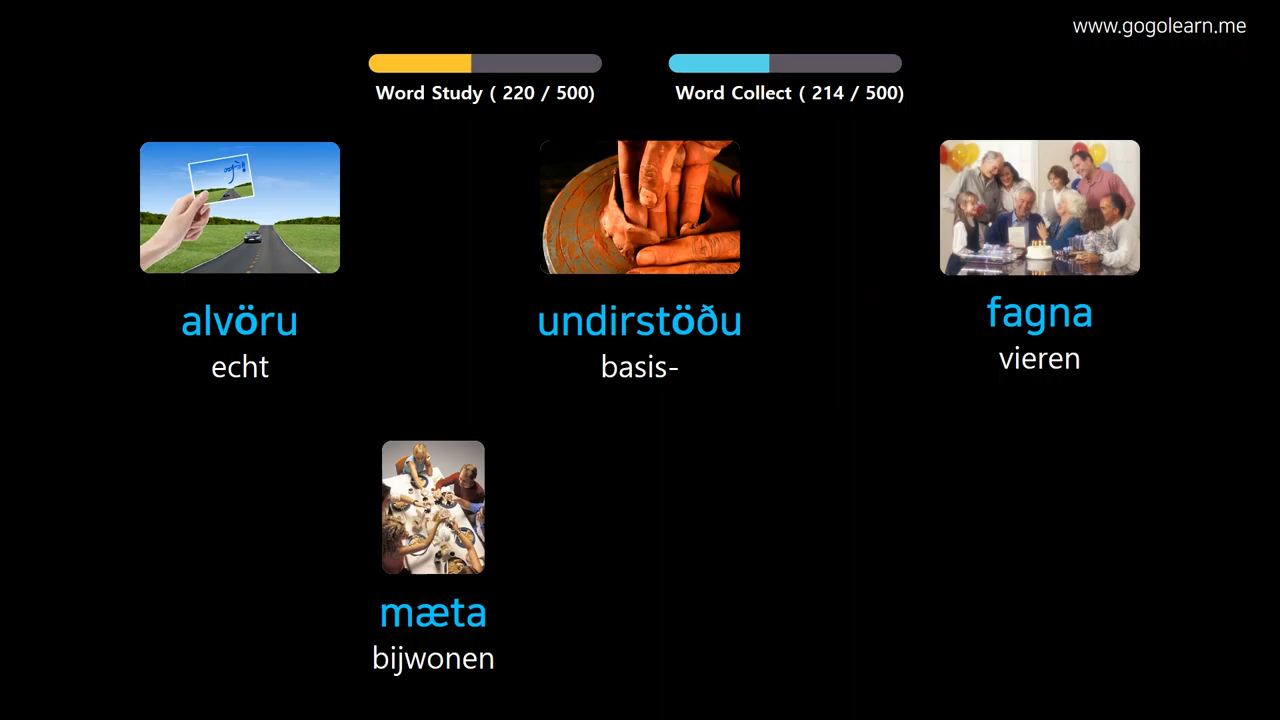 www.gogolearn.me
Word Study ( 220 / 500)
Word Collect ( 214 / 500)
alvöru
echt
undirstöðu
basis-
fagna
vieren
mæta
bijwonen